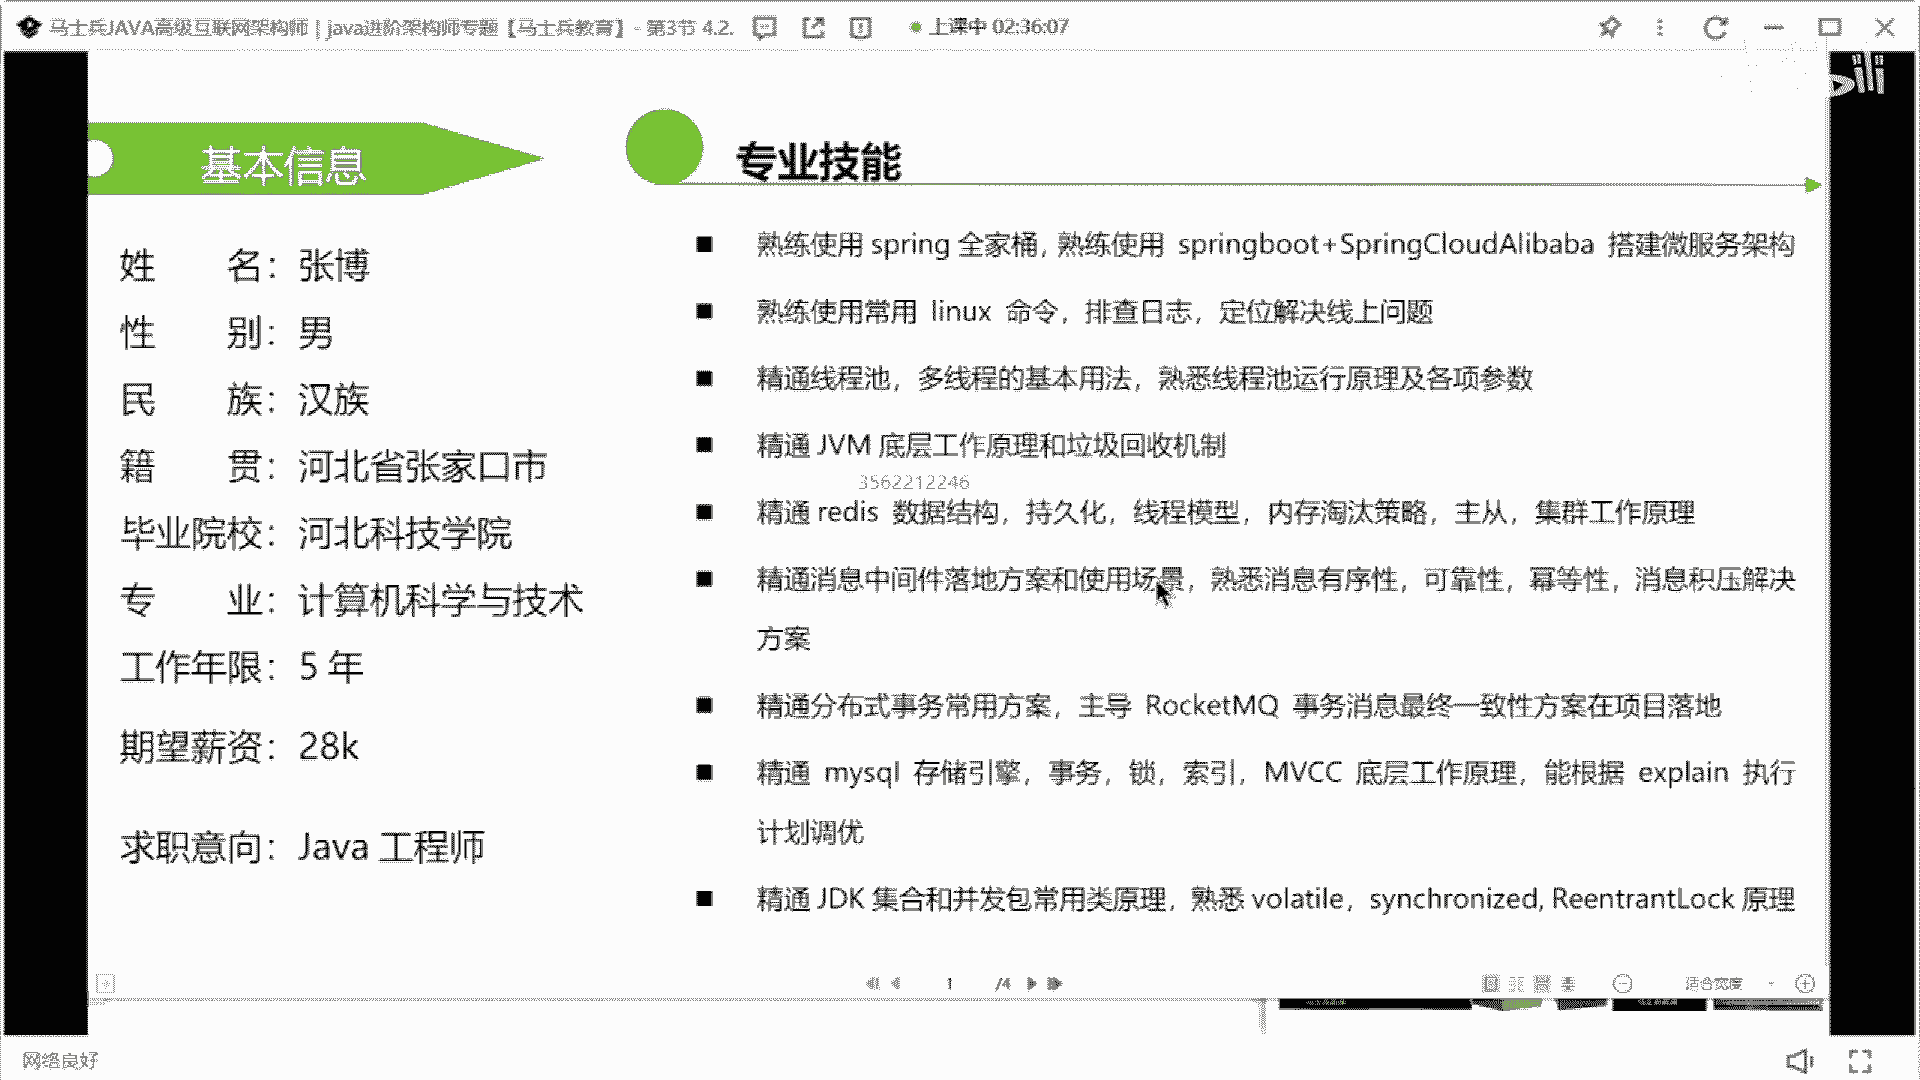 马士兵JAVA高级互联网架构师 | java进阶架构师专题【马士兵教育】- 第3节 4.2.
上课中 02:36:07
基本信息
姓 名：张博
性 别：男
民 族：汉族
籍 贯：河北省张家口市
毕业院校：河北科技学院
专 业：计算机科学与技术
工作年限：5 年
期望薪资：28k
求职意向：Java 工程师
专业技能
■ 熟练使用 spring 全家桶, 熟练使用 springboot+SpringCloudAlibaba 搭建微服务架构
■ 熟练使用常用 linux 命令，排查日志，定位解决线上问题
■ 精通线程池，多线程的基本用法，熟悉线程池运行原理及各项参数
■ 精通 JVM 底层工作原理和垃圾回收机制
3562212246
■ 精通 redis 数据结构，持久化，线程模型，内存淘汰策略，主从，集群工作原理
■ 精通消息中间件落地方案和使用场景，熟悉消息有序性，可靠性，幂等性，消息积压解决
方案
■ 精通分布式事务常用方案，主导 RocketMQ 事务消息最终一致性方案在项目落地
■ 精通 mysql 存储引擎，事务，锁，索引，MVCC 底层工作原理，能根据 explain 执行
计划调优
■ 精通 JDK 集合和并发包常用类原理，熟悉 volatile，synchronized, ReentrantLock 原理
1 /4
适合宽度
网络良好